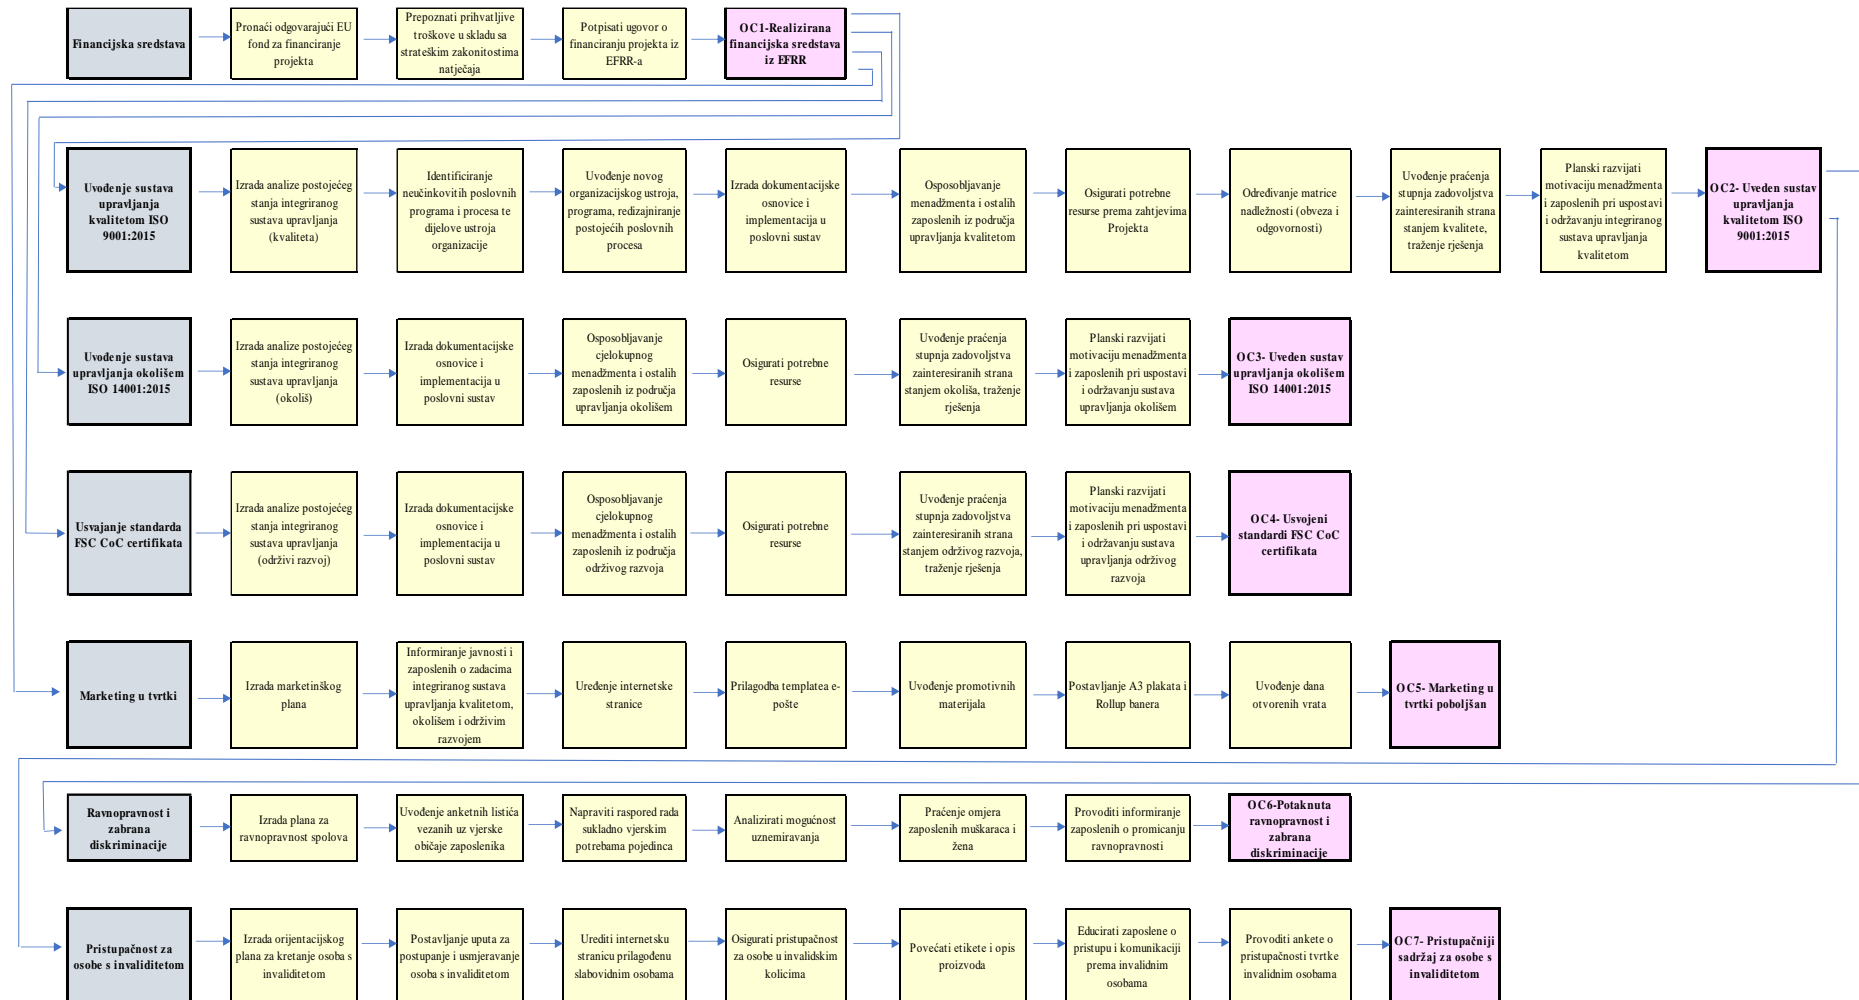 Financijska sredstva
Pronaći odgovarajući EU
fond za financiranje
projekta
Prepoznati prihvatljive
troškove u skladu sa
strateškim zakonitostima
natječaja
Potpisati ugovor o
financiranju projekta iz
EFRR-a
OC1-Realizirana
financijska sredstava
iz EFRR
Uvođenje sustava
upravljanja
kvalitetom ISO
9001:2015
Izrada analize postojećeg
stanja integriranog
sustava upravljanja
(kvaliteta)
Identificiranje
neučinkovitih poslovnih
programa i procesa te
dijelove ustroja
organizacije
Uvođenje novog
organizacijskog ustroja,
programa, redizajniranje
postojećih poslovnih
procesa
Izrada dokumentacijske
osnovice i
implementacija u
poslovni sustav
Osposobljavanje
menadžmenta i ostalih
zaposlenih iz područja
upravljanja kvalitetom
Osigurati potrebne
resurse prema zahtjevima
Projekta
Određivanje matrice
nadležnosti (obveza i
odgovornosti)
Uvođenje praćenja
stupnja zadovoljstva
zainteresiranih strana
stanjem kvalitete,
traženje rješenja
Planski razvijati
motivaciju menadžmenta
i zaposlenih pri uspostavi
i održavanju integriranog
sustava upravljanja
kvalitetom
OC2- Uveden sustav
upravljanja
kvalitetom ISO
9001:2015
Uvođenje sustava
upravljanja okolišem
ISO 14001:2015
Izrada analize postojećeg
stanja integriranog
sustava upravljanja
(okoliš)
Izrada dokumentacijske
osnovice i
implementacija u
poslovni sustav
Osposobljavanje
cjelokupnog
menadžmenta i ostalih
zaposlenih iz područja
upravljanja okolišem
Osigurati potrebne
resurse
Uvođenje praćenja
stupnja zadovoljstva
zainteresiranih strana
stanjem okoliša, traženje
rješenja
Planski razvijati
motivaciju menadžmenta
i zaposlenih pri uspostavi
i održavanju sustava
upravljanja okolišem
OC3- Uveden sustav
upravljanja okolišem
ISO 14001:2015
Usvajanje standarda
FSC CoC certifikata
Izrada analize postojećeg
stanja integriranog
sustava upravljanja
(održivi razvoj)
Izrada dokumentacijske
osnovice i
implementacija u
poslovni sustav
Osposobljavanje
cjelokupnog
menadžmenta i ostalih
zaposlenih iz područja
održivog razvoja
Osigurati potrebne
resurse
Uvođenje praćenja
stupnja zadovoljstva
zainteresiranih strana
stanjem održivog razvoja,
traženje rješenja
Planski razvijati
motivaciju menadžmenta
i zaposlenih pri uspostavi
i održavanju sustava
upravljanja održivog
razvoja
OC4- Usvojeni
standardi FSC CoC
certifikata
Marketing u tvrtki
Izrada marketinškog
plana
Informiranje javnosti i
zaposlenih o zadacima
integriranog sustava
upravljanja kvalitetom,
okolišem i održivim
razvojem
Uređenje internetske
stranice
Prilagodba templatea e-
pošte
Uvođenje promotivnih
materijala
Postavljanje A3 plakata i
Rollup banera
Uvođenje dana
otvorenih vrata
OC5- Marketing u
tvrtki poboljšan
Ravnopravnost i
zabrana
diskriminacije
Izrada plana za
ravnopravnost spolova
Uvođenje anketnih listića
vezanih uz vjerske
običaje zaposlenika
Napraviti raspored rada
sukladno vjerskim
potrebama pojedinca
Analizirati mogućnost
uznemiravanja
Praćenje omjera
zaposlenih muškaraca i
žena
Provoditi informiranje
zaposlenih o promicanju
ravnopravnosti
OC6-Potaknuta
ravnopravnost i
zabrana
diskriminacije
Pristupačnost za
osobe s invaliditetom
Izrada orijentacijskog
plana za kretanje osoba s
invaliditetom
Postavljanje uputa za
postupanje i usmjeravanje
osoba s invaliditetom
Urediti internetsku
stranicu prilagođenu
slabovidnim osobama
Osigurati pristupačnost
za osobe u invalidskim
kolicima
Povećati etikete i opis
proizvoda
Educirati zaposlene o
pristupu i komunikaciji
prema invalidnim
osobama
Provoditi ankete o
pristupačnosti tvrtke
invalidnim osobama
OC7- Pristupačniji
sadržaj za osobe s
invaliditetom